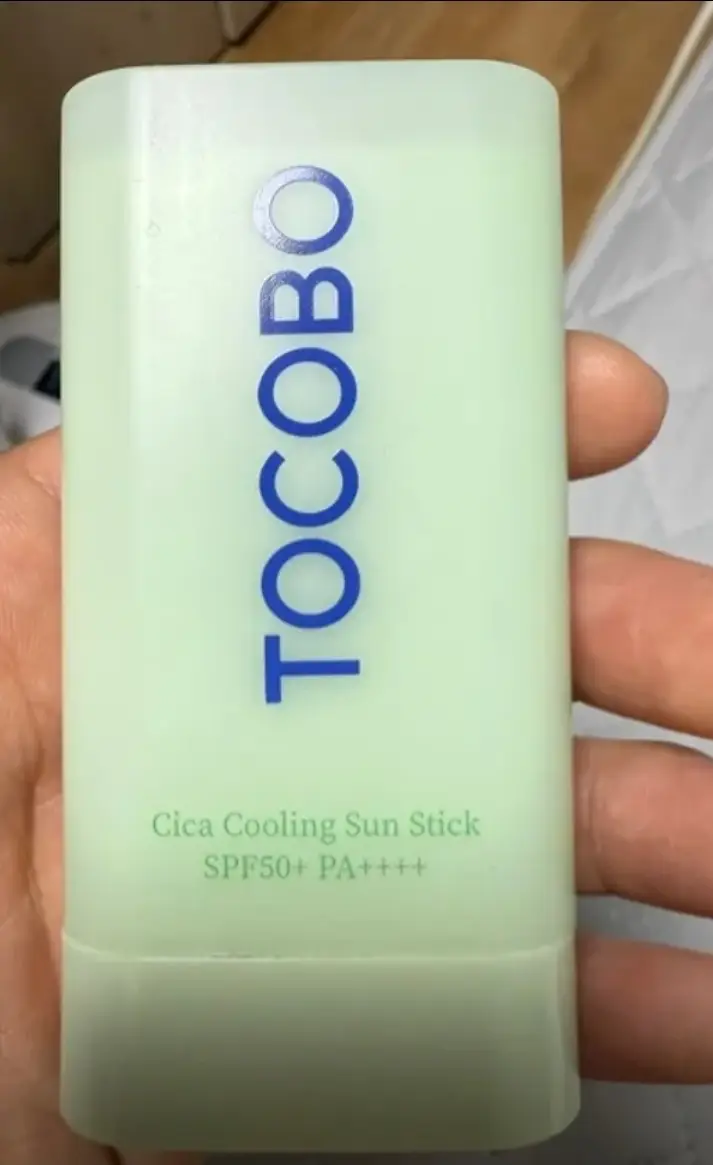 TOCOBO
Cica Cooling Sun Stick
SPF50+ PA++++